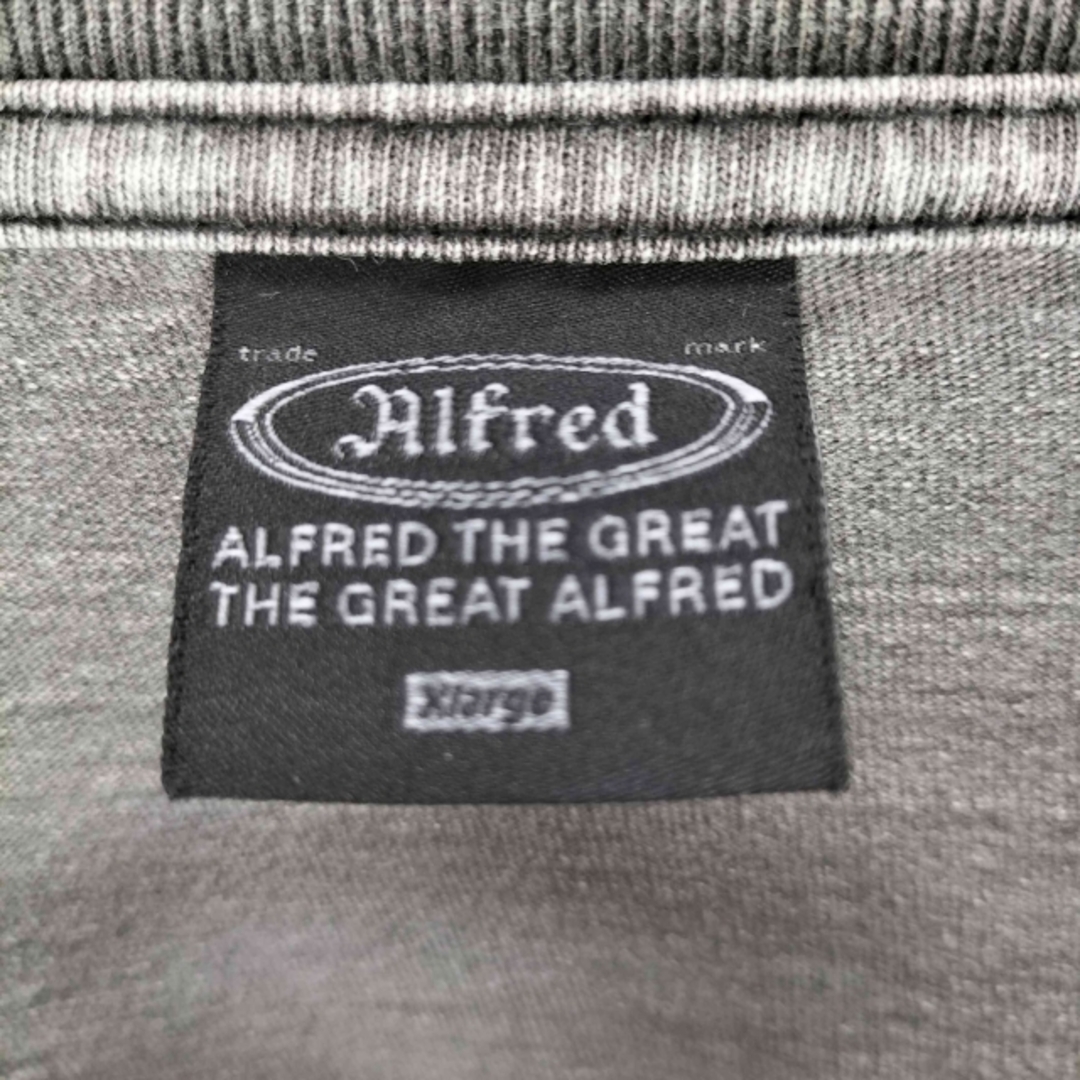 trade mark
Alfred
ALFRED THE GREAT
THE GREAT ALFRED
Xlarge